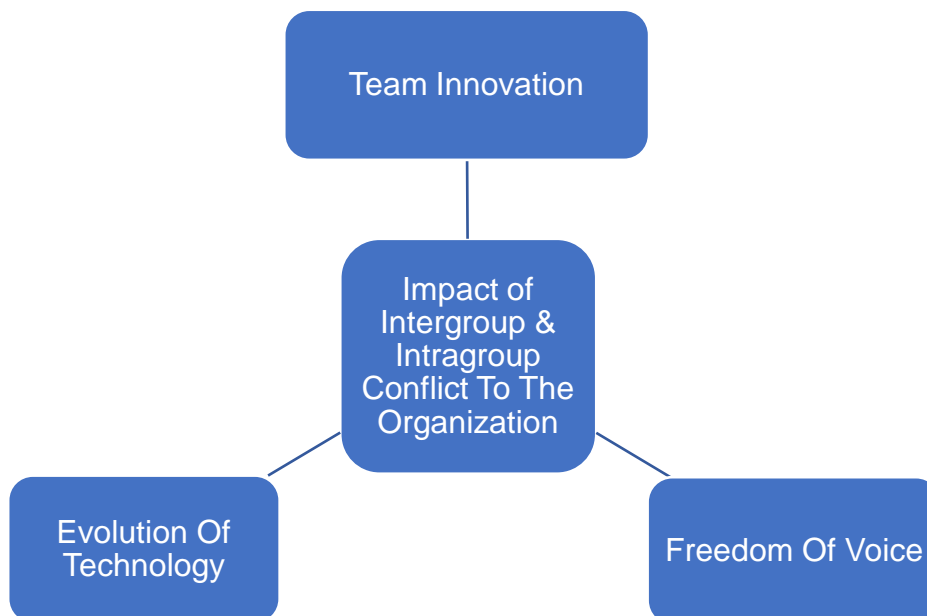 Team Innovation
Impact of
Intergroup &
Intragroup
Conflict To The
Organization
Evolution Of
Technology
Freedom Of Voice